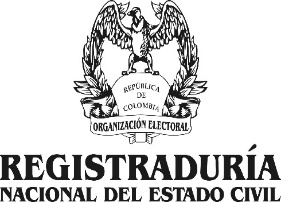 REPÚBLICA
DE
COLOMBIA
ORGANIZACIÓN ELECTORAL
REGISTRADURÍA
NACIONAL DEL ESTADO CIVIL